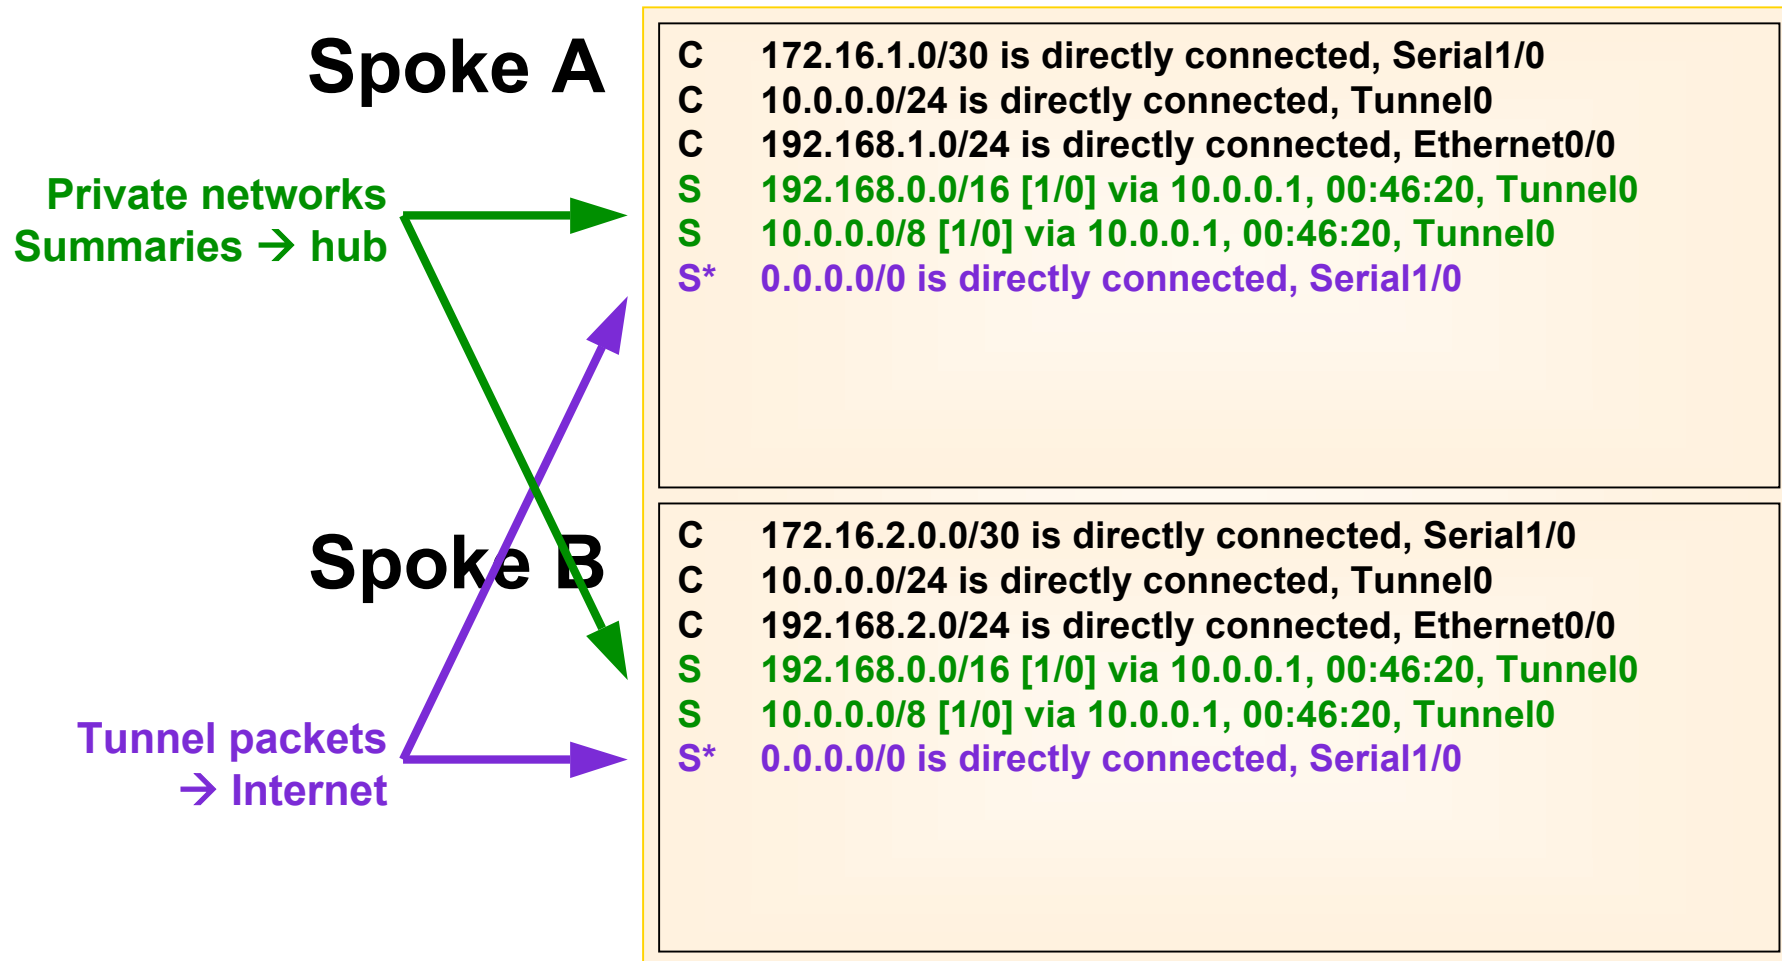 Spoke A
C 172.16.1.0/30 is directly connected, Serial1/0
C 10.0.0.0/24 is directly connected, Tunnel0
C 192.168.1.0/24 is directly connected, Ethernet0/0
S 192.168.0.0/16 [1/0] via 10.0.0.1, 00:46:20, Tunnel0
S 10.0.0.0/8 [1/0] via 10.0.0.1, 00:46:20, Tunnel0
S* 0.0.0.0/0 is directly connected, Serial1/0
Private networks
Summaries → hub
Spoke B
C 172.16.2.0.0/30 is directly connected, Serial1/0
C 10.0.0.0/24 is directly connected, Tunnel0
C 192.168.2.0/24 is directly connected, Ethernet0/0
S 192.168.0.0/16 [1/0] via 10.0.0.1, 00:46:20, Tunnel0
S 10.0.0.0/8 [1/0] via 10.0.0.1, 00:46:20, Tunnel0
S* 0.0.0.0/0 is directly connected, Serial1/0
Tunnel packets
→ Internet